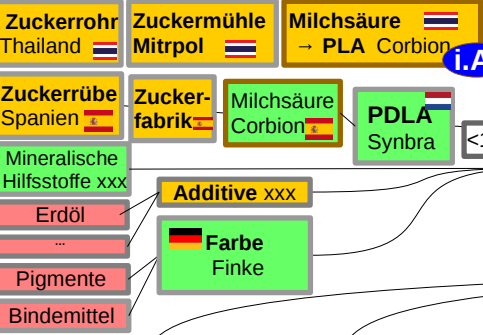 Zuckerrohr
Thailand
Zuckermühle
Mitrpol
Milchsäure
→ PLA Corbion
i.A
Zuckerrübe
Spanien
Zucker-
fabrik
Milchsäure
Corbion
PDLA
Synbra
<1
Mineralische
Hilfsstoffe xxx
Additive xxx
Erdöl
...
Farbe
Finke
Pigmente
Bindemittel